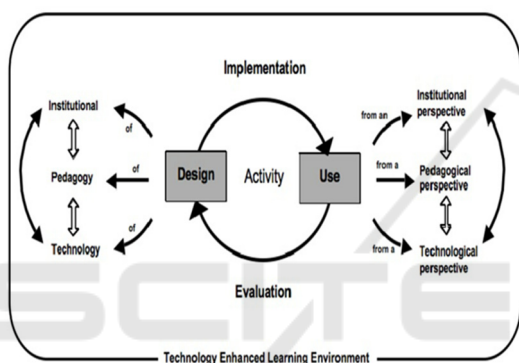 Implementation
Institutional
of
Pedagogy
of
Technology
of
Design
Activity
Use
from an
Institutional
perspective
from a
Pedagogical
perspective
from a
Technological
perspective
Evaluation
Technology Enhanced Learning Environment
SCITE